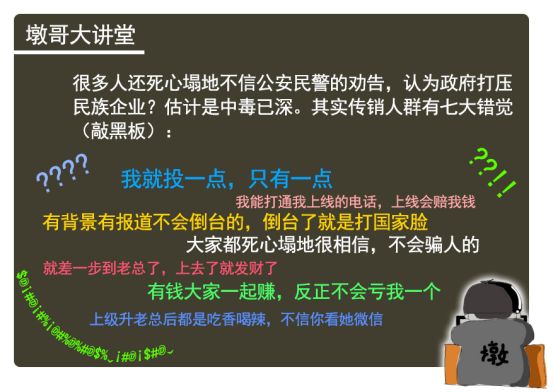 墩哥大讲堂
很多人还死心塌地不信公安民警的劝告，认为政府打压
民族企业？估计是中毒已深。其实传销人群有七大错觉
（敲黑板）：
????
??!!
我就投一点，只有一点
我能打通我上线的电话，上线会赔我钱
有背景有报道不会倒台的，倒台了就是打国家脸
大家都死心塌地很相信，不会骗人的
就差一步到老总了，上去了就发财了
有钱大家一起赚，反正不会亏我一个
上级升老总后都是吃香喝辣，不信你看她微信
墩